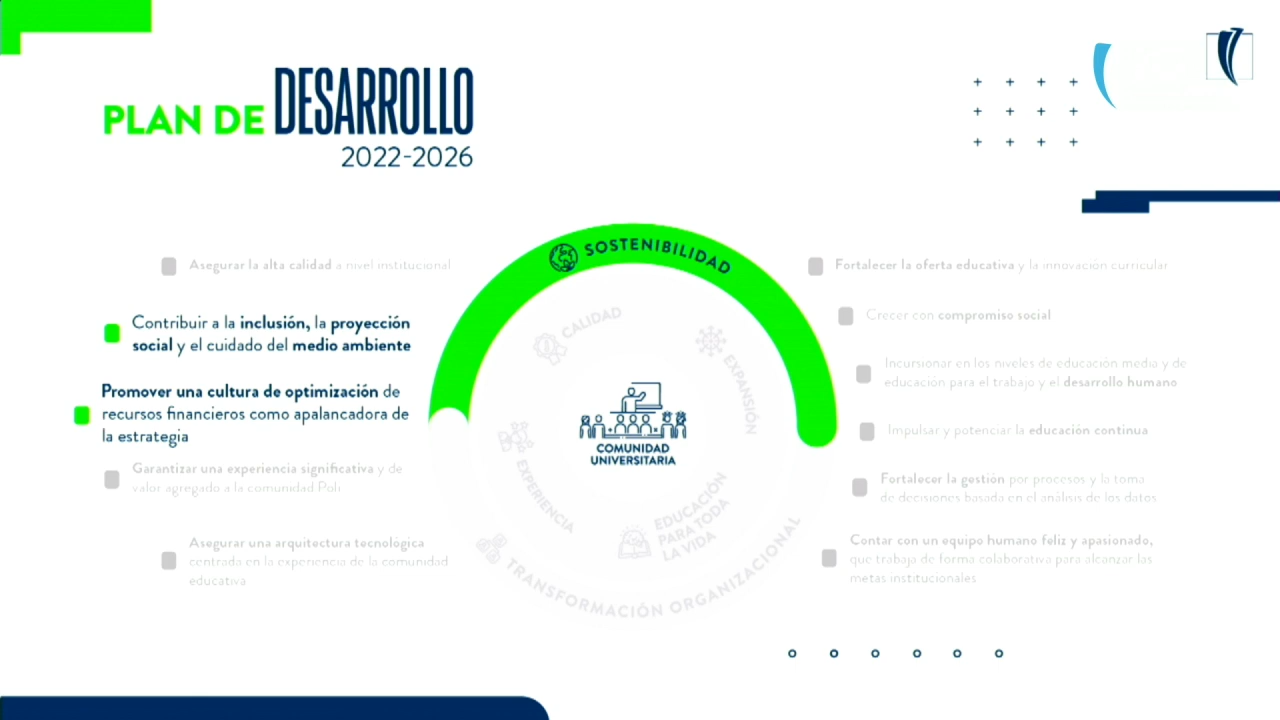 PLAN DE DESARROLLO
2022-2026
Asegurar la alta calidad a nivel institucional
Contribuir a la inclusión, la proyección
social y el cuidado del medio ambiente
Promover una cultura de optimización de
recursos financieros como apalancadora de
la estrategia
Garantizar una experiencia significativa y de
valor agregado a la comunidad Poli
Asegurar una arquitectura tecnológica
centrada en la experiencia de la comunidad
educativa
SOSTENIBILIDAD
CALIDAD
EXPANSIÓN
COMUNIDAD
UNIVERSITARIA
EXPERIENCIA
EDUCACIÓN
PARA TODA
LA VIDA
TRANSFORMACIÓN ORGANIZACIONAL
Fortalecer la oferta educativa y la innovación curricular
Crecer con compromiso social
Incursionar en los niveles de educación media y de
educación para el trabajo y el desarrollo humano
Impulsar y potenciar la educación continua
Fortalecer la gestión por procesos y la toma
de decisiones basada en el análisis de los datos
Contar con un equipo humano feliz y apasionado,
que trabaja de forma colaborativa para alcanzar las
metas institucionales